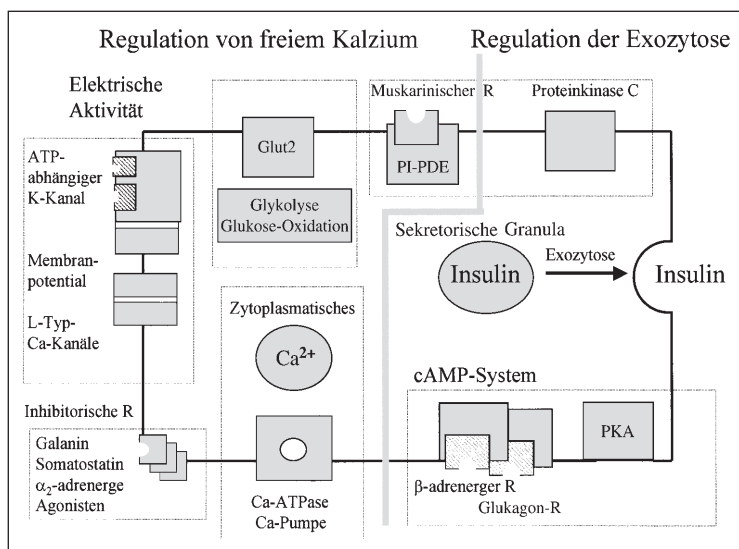 Regulation von freiem Kalzium
Regulation der Exozytose
Elektrische
Aktivität
Muskarinischer R
Proteinkinase C
ATP-
abhängiger
K-Kanal
Glut2
PI-PDE
Glykolyse
Glukose-Oxidation
Sekretorische Granula
Insulin
Exozytose
Insulin
Membran-
potential
L-Typ-
Ca-Kanäle
Zytoplasmatisches
Ca²⁺
cAMP-System
Inhibitorische R
PKA
Galanin
Somatostatin
α₂-adrenerge
Agonisten
Ca-ATPase
Ca-Pumpe
β-adrenerger R
Glukagon-R